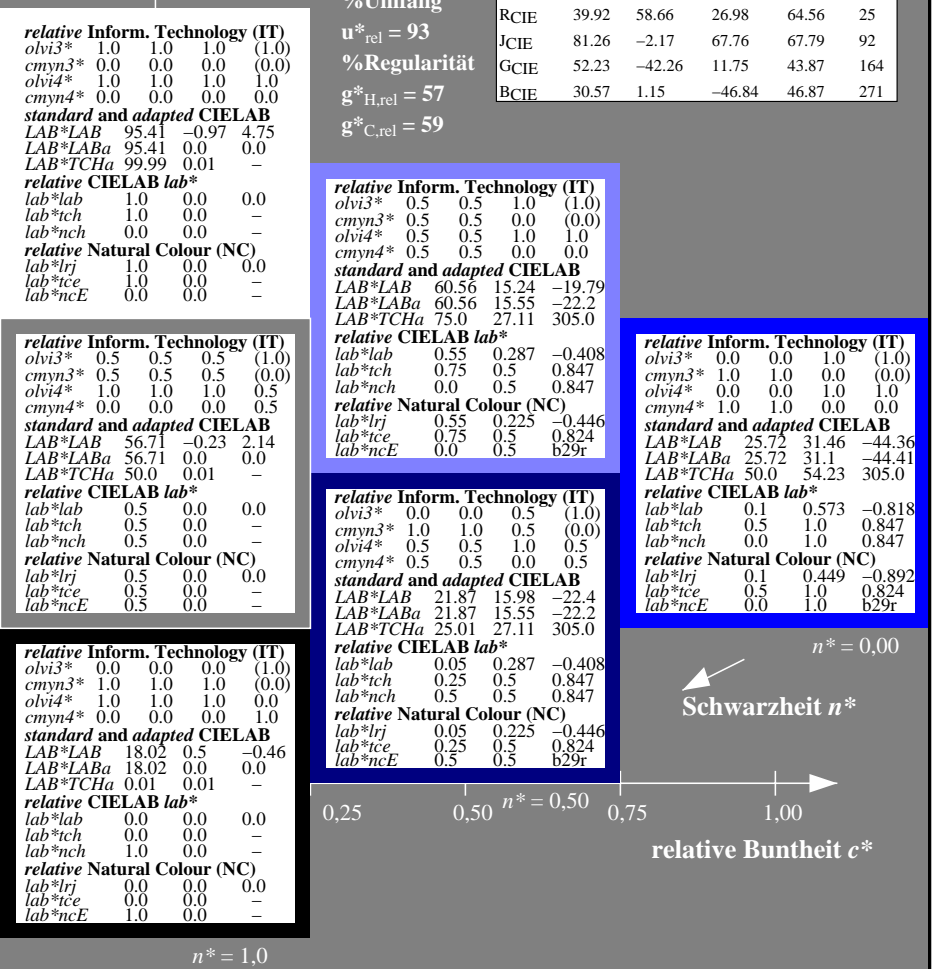 %Umfang
u*rel = 93
%Regularität
g*H,rel = 57
g*C,rel = 59
RCIE 39.92 58.66 26.98 64.56 25
JCIE 81.26 −2.17 67.76 67.79 92
GCIE 52.23 −42.26 11.75 43.87 164
BCIE 30.57 1.15 −46.84 46.87 271
relative Inform. Technology (IT)
olvi3* 1.0 1.0 1.0 (1.0)
cmyn3* 0.0 0.0 0.0 (0.0)
olvi4* 1.0 1.0 1.0 1.0
cmyn4* 0.0 0.0 0.0 0.0
standard and adapted CIELAB
LAB*LAB 95.41 −0.97 4.75
LAB*LABa 95.41 0.0 0.0
LAB*TCHa 99.99 0.01 –
relative CIELAB lab*
lab*lab 1.0 0.0 0.0
lab*tch 1.0 0.0 –
lab*nch 0.0 0.0 –
relative Natural Colour (NC)
lab*lrj 1.0 0.0 0.0
lab*tce 1.0 0.0 –
lab*ncE 0.0 0.0 –
relative Inform. Technology (IT)
olvi3* 0.5 0.5 1.0 (1.0)
cmyn3* 0.5 0.5 0.0 (0.0)
olvi4* 0.5 0.5 1.0 1.0
cmyn4* 0.5 0.5 0.0 0.0
standard and adapted CIELAB
LAB*LAB 60.56 15.24 −19.79
LAB*LABa 60.56 15.55 −22.2
LAB*TCHa 75.0 27.11 305.0
relative CIELAB lab*
lab*lab 0.55 0.287 −0.408
lab*tch 0.75 0.5 0.847
lab*nch 0.0 0.5 0.847
relative Natural Colour (NC)
lab*lrj 0.55 0.225 −0.446
lab*tce 0.75 0.5 0.824
lab*ncE 0.0 0.5 b29r
relative Inform. Technology (IT)
olvi3* 0.5 0.5 0.5 (1.0)
cmyn3* 0.5 0.5 0.5 (0.0)
olvi4* 1.0 1.0 1.0 0.5
cmyn4* 0.0 0.0 0.0 0.5
standard and adapted CIELAB
LAB*LAB 56.71 −0.23 2.14
LAB*LABa 56.71 0.0 0.0
LAB*TCHa 50.0 0.01 –
relative CIELAB lab*
lab*lab 0.5 0.0 0.0
lab*tch 0.5 0.0 –
lab*nch 0.5 0.0 –
relative Natural Colour (NC)
lab*lrj 0.5 0.0 0.0
lab*tce 0.5 0.0 –
lab*ncE 0.5 0.0 –
relative Inform. Technology (IT)
olvi3* 0.0 0.0 1.0 (1.0)
cmyn3* 1.0 1.0 0.0 (0.0)
olvi4* 0.0 0.0 1.0 1.0
cmyn4* 1.0 1.0 0.0 0.0
standard and adapted CIELAB
LAB*LAB 25.72 31.46 −44.36
LAB*LABa 25.72 31.1 −44.41
LAB*TCHa 50.0 54.23 305.0
relative CIELAB lab*
lab*lab 0.1 0.573 −0.818
lab*tch 0.5 1.0 0.847
lab*nch 0.0 1.0 0.847
relative Natural Colour (NC)
lab*lrj 0.1 0.449 −0.892
lab*tce 0.5 1.0 0.824
lab*ncE 0.0 1.0 b29r
relative Inform. Technology (IT)
olvi3* 0.0 0.0 0.5 (1.0)
cmyn3* 1.0 1.0 0.5 (0.0)
olvi4* 0.5 0.5 1.0 0.5
cmyn4* 0.5 0.5 0.0 0.5
standard and adapted CIELAB
LAB*LAB 21.87 15.98 −22.4
LAB*LABa 21.87 15.55 −22.2
LAB*TCHa 25.01 27.11 305.0
relative CIELAB lab*
lab*lab 0.05 0.287 −0.408
lab*tch 0.25 0.5 0.847
lab*nch 0.5 0.5 0.847
relative Natural Colour (NC)
lab*lrj 0.05 0.225 −0.446
lab*tce 0.25 0.5 0.824
lab*ncE 0.5 0.5 b29r
relative Inform. Technology (IT)
olvi3* 0.0 0.0 0.0 (1.0)
cmyn3* 1.0 1.0 1.0 (0.0)
olvi4* 1.0 1.0 1.0 0.0
cmyn4* 0.0 0.0 0.0 1.0
standard and adapted CIELAB
LAB*LAB 18.02 0.5 −0.46
LAB*LABa 18.02 0.0 0.0
LAB*TCHa 0.01 0.01 –
relative CIELAB lab*
lab*lab 0.0 0.0 0.0
lab*tch 0.0 0.0 –
lab*nch 1.0 0.0 –
relative Natural Colour (NC)
lab*lrj 0.0 0.0 0.0
lab*tce 0.0 0.0 –
lab*ncE 1.0 0.0 –
n* = 0,00
Schwarzheit n*
n* = 0,50
0,25 0,50 0,75 1,00
relative Buntheit c*
n* = 1,0